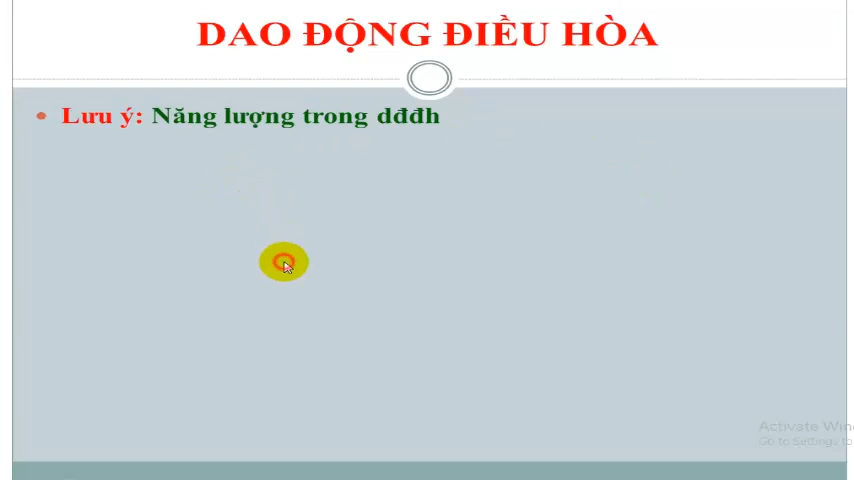 DAO ĐỘNG ĐIỀU HÒA
Lưu ý: Năng lượng trong dđđh
Activate Win
Go to Settings to